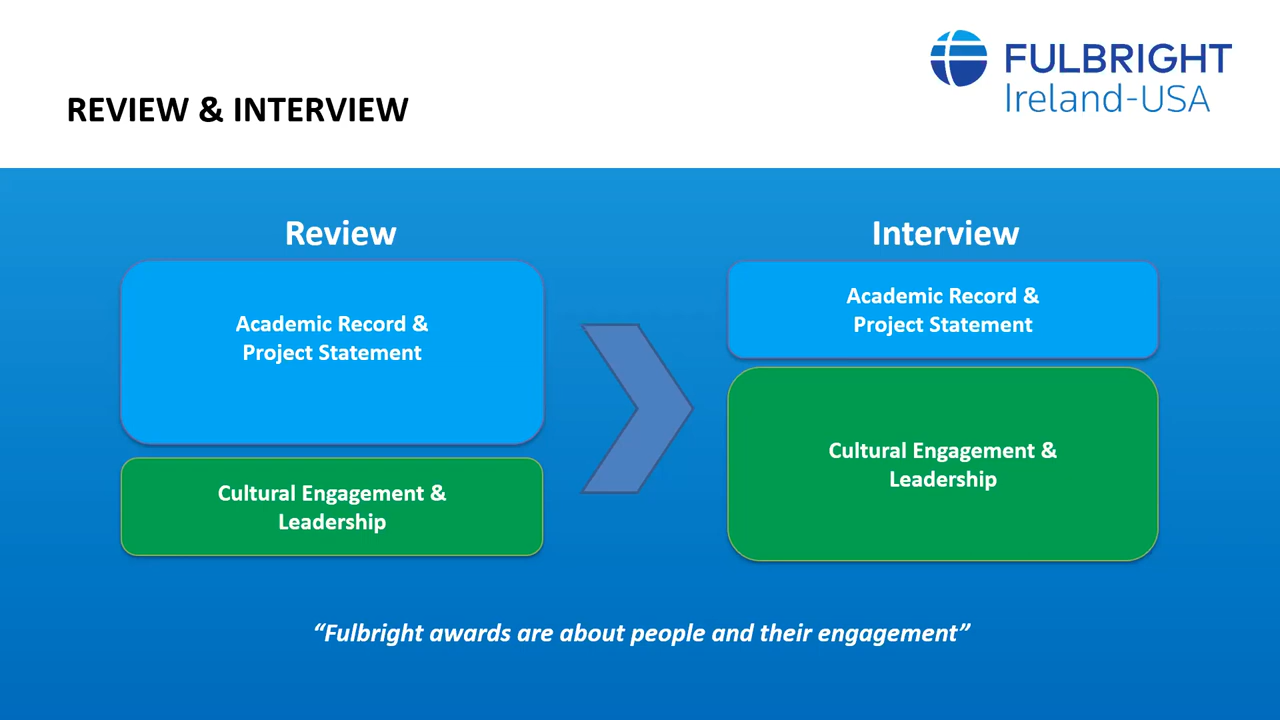 FULBRIGHT
Ireland-USA
REVIEW & INTERVIEW
Review
Academic Record &
Project Statement
Cultural Engagement &
Leadership
Interview
Academic Record &
Project Statement
Cultural Engagement &
Leadership
“Fulbright awards are about people and their engagement”